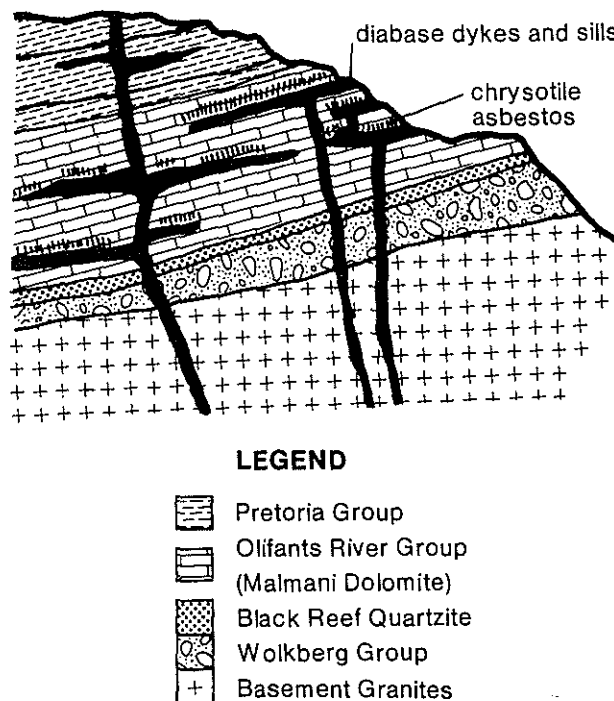 diabase dykes and sills
chrysotile
asbestos
LEGEND
Pretoria Group
Olifants River Group
(Malmani Dolomite)
Black Reef Quartzite
Wolkberg Group
Basement Granites